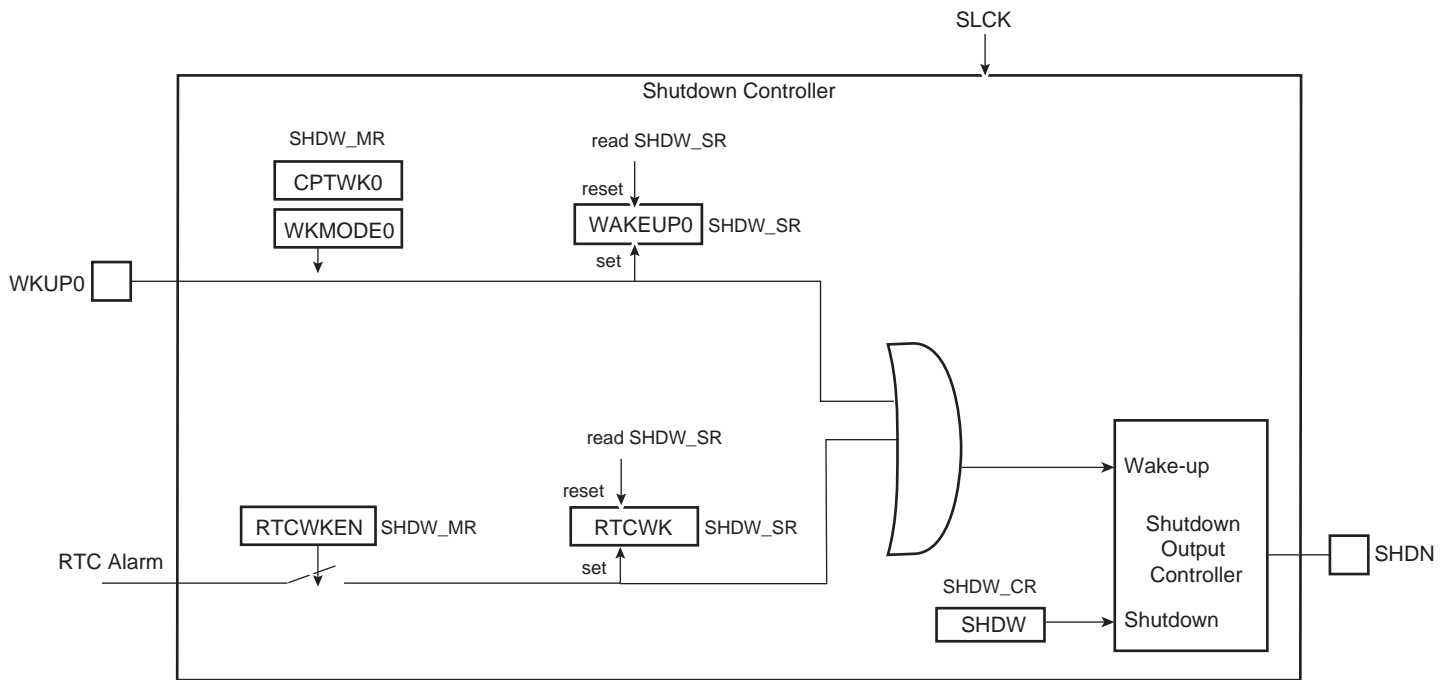 SLCK
Shutdown Controller
SHDW_MR
CPTWK0
WKMODE0
read SHDW_SR
reset
WAKEUP0 SHDW_SR
set
WKUP0
read SHDW_SR
reset
RTCWKEN SHDW_MR
RTCWK SHDW_SR
set
RTC Alarm
Wake-up
Shutdown
Output
Controller
SHDN
SHDW_CR
SHDW
Shutdown